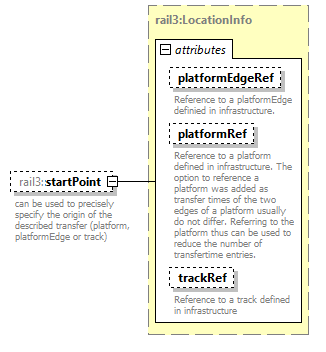 rail3:LocationInfo
attributes
platformEdgeRef
Reference to a platformEdge
definied in infrastructure.
platformRef
Reference to a platform
defined in infrastructure. The
option to reference a
platform was added as
transfer times of the two
edges of a platform usually
do not differ. Referring to the
platform thus can be used to
reduce the number of
transfertime entries.
trackRef
Reference to a track defined
in infrastructure
rail3:startPoint
can be used to precisely
specify the origin of the
described transfer (platform,
platformEdge or track)